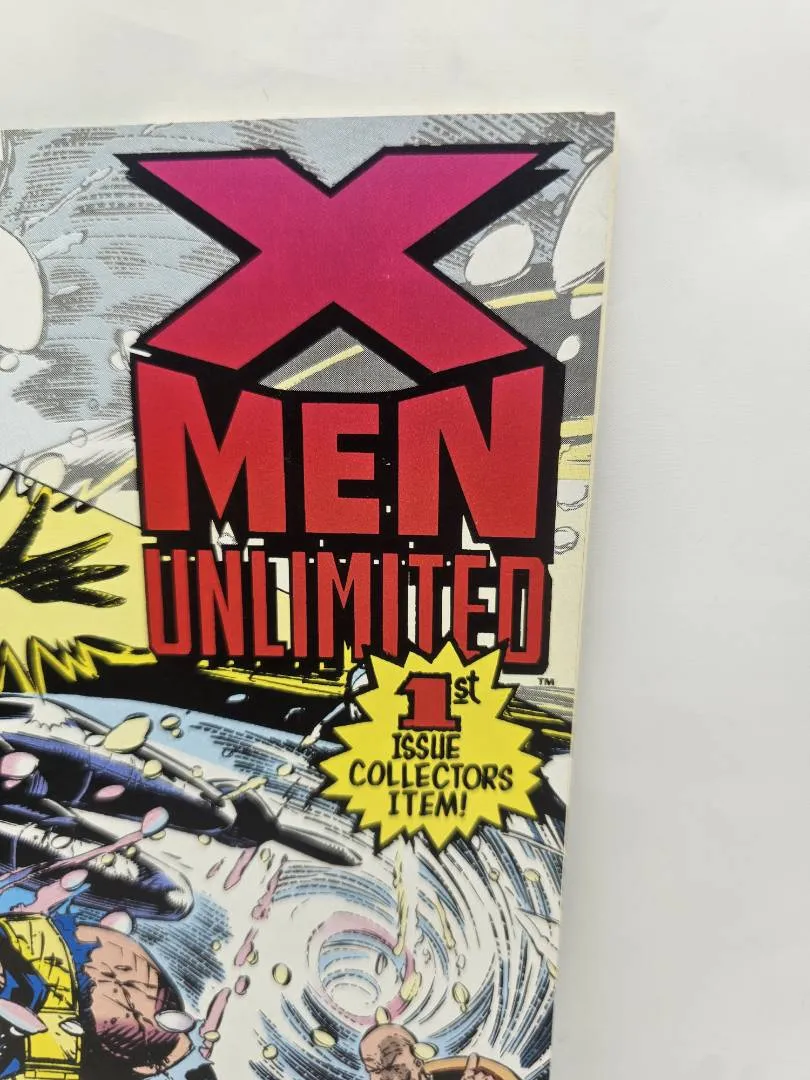 X
MEN
UNLIMITED
TM
1st
ISSUE
COLLECTORS
ITEM!